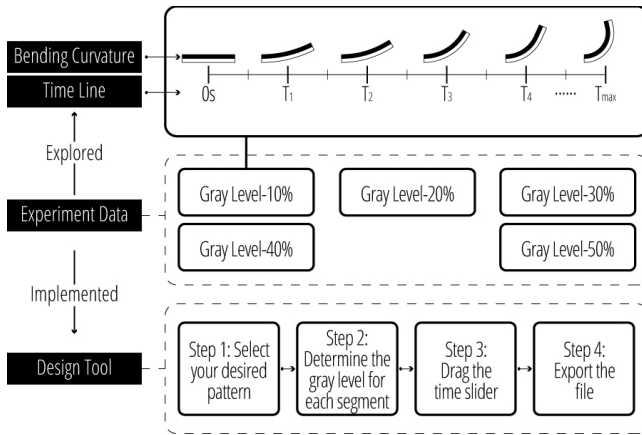 Bending Curvature
Time Line
0s
T1
T2
T3
T4
......
Tmax
Explored
Experiment Data
Gray Level-10%
Gray Level-20%
Gray Level-30%
Gray Level-40%
Gray Level-50%
Implemented
Design Tool
Step 1: Select
your desired
pattern
Step 2:
Determine the
gray level for
each segment
Step 3:
Drag the
time slider
Step 4:
Export the
file